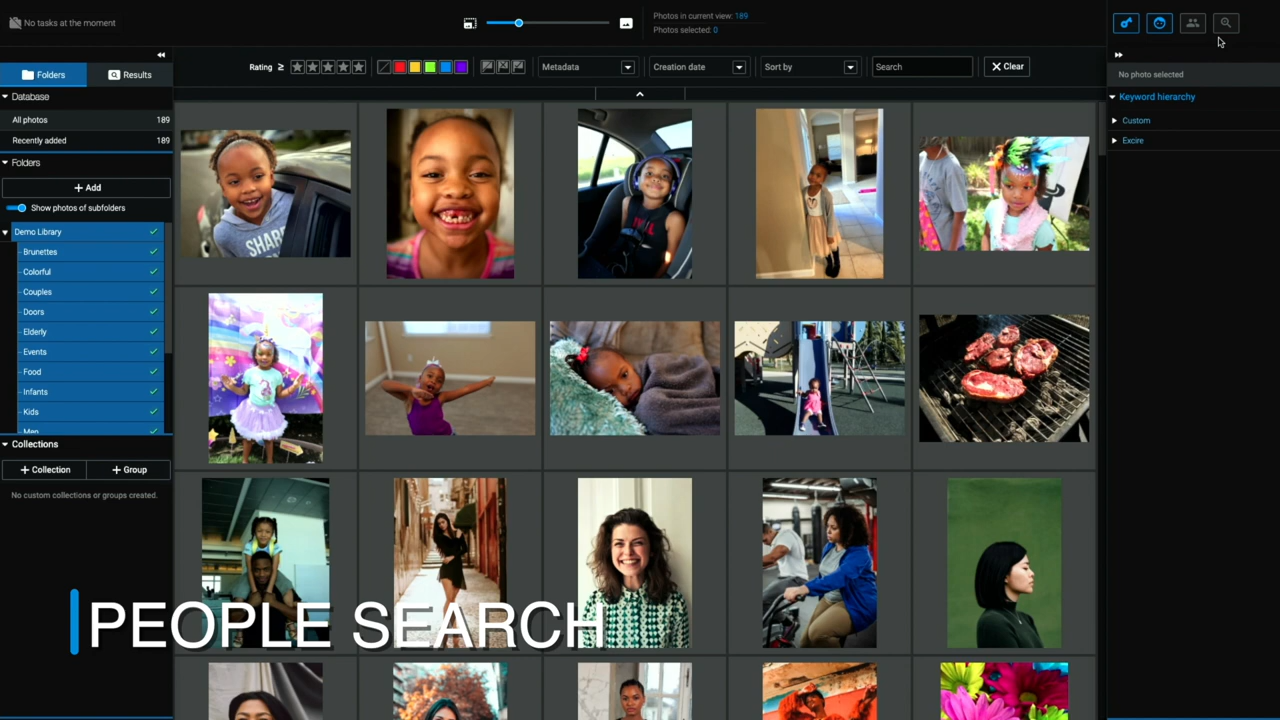 No tasks at the moment
Photos in current view: 189
Photos selected: 0
Folders
Results
Rating ≥
Metadata
Creation date
Sort by
Search
Clear
No photo selected
Database
Keyword hierarchy
All photos 189
Custom
Recently added 189
Excire
Folders
+ Add
Show photos of subfolders
Demo Library
Brunettes
Colorful
Couples
Doors
Elderly
Events
Food
Infants
Kids
Men
Collections
+ Collection
+ Group
No custom collections or groups created.
PEOPLE SEARCH